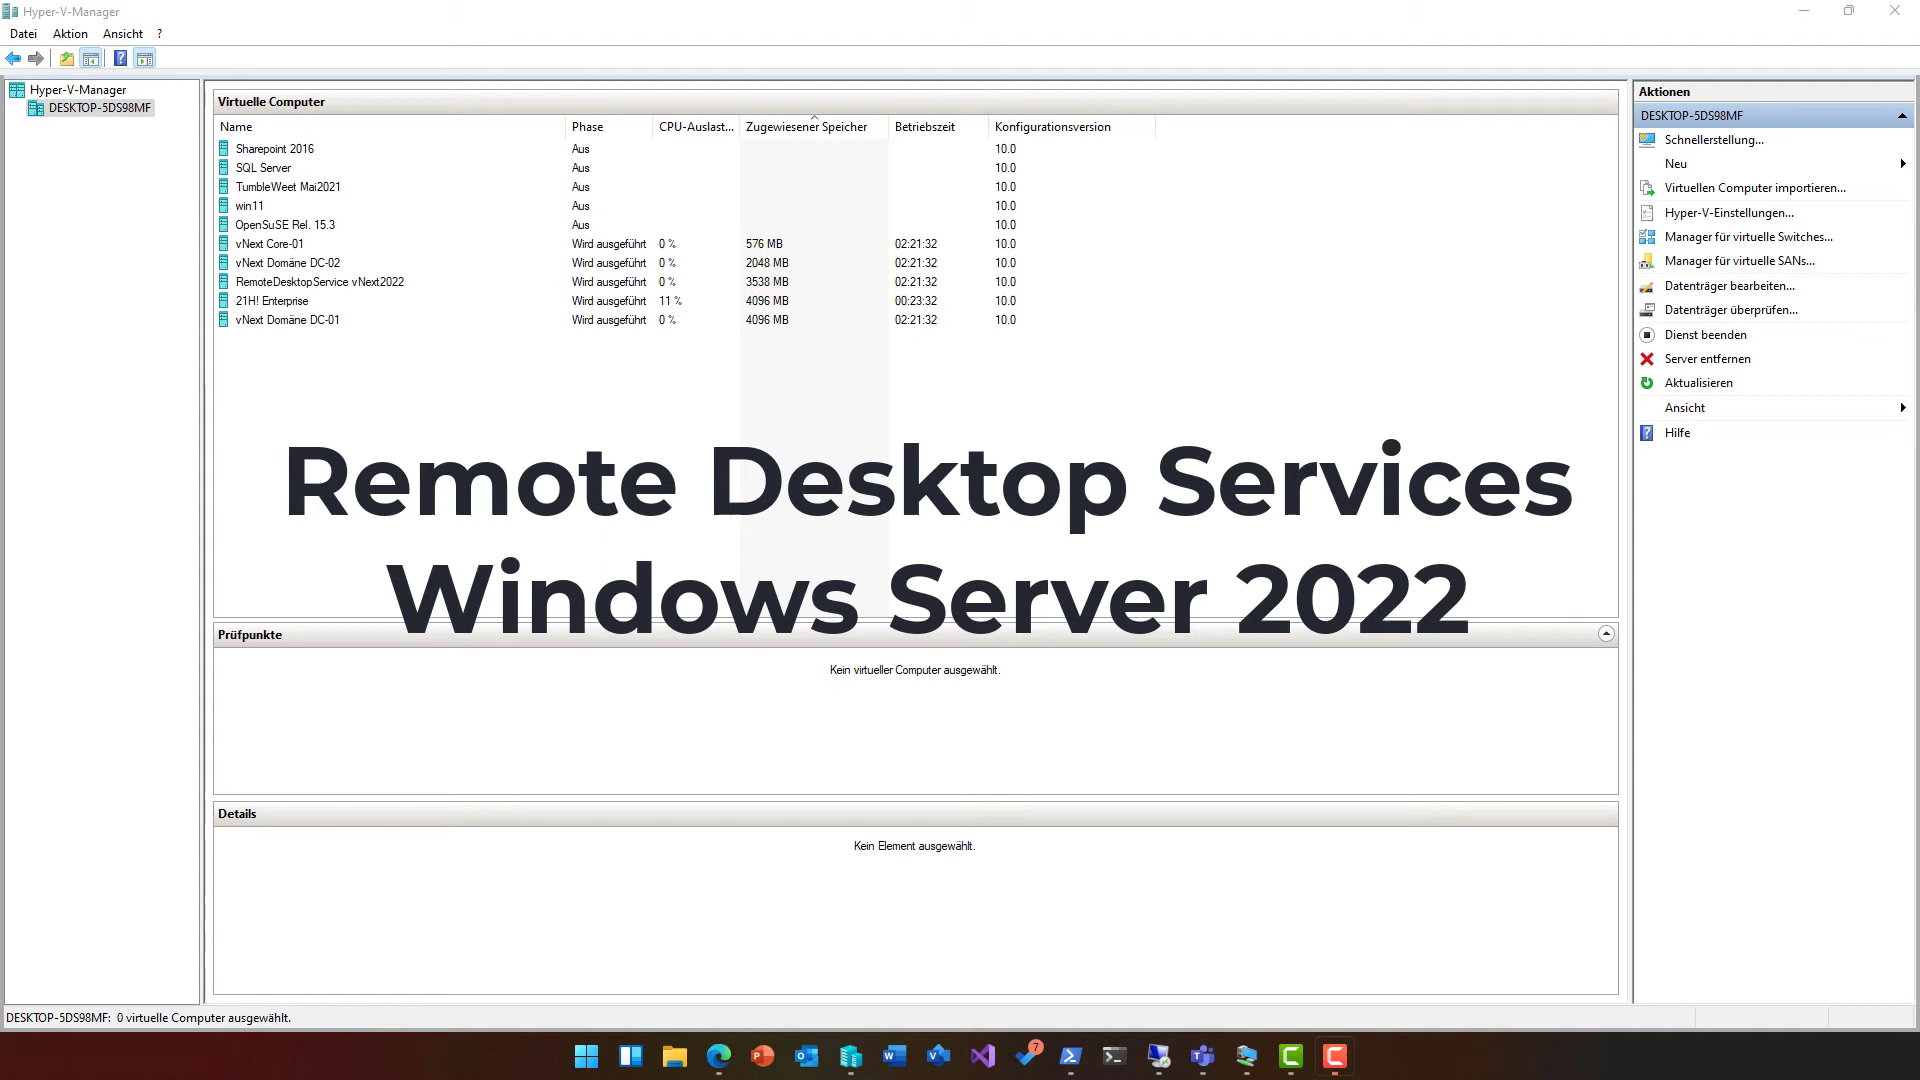 Hyper-V-Manager
Datei Aktion Ansicht ?
Hyper-V-Manager
DESKTOP-5DS98MF
Virtuelle Computer
Name Phase CPU-Auslast... Zugewiesener Speicher Betriebszeit Konfigurationsversion
Sharepoint 2016 Aus 10.0
SQL Server Aus 10.0
TumbleWeet Mai2021 Aus 10.0
win11 Aus 10.0
OpenSuSE Rel. 15.3 Aus 10.0
vNext Core-01 Wird ausgeführt 0 % 576 MB 02:21:32 10.0
vNext Domäne DC-02 Wird ausgeführt 0 % 2048 MB 02:21:32 10.0
RemoteDesktopService vNext2022 Wird ausgeführt 0 % 3538 MB 02:21:32 10.0
21H! Enterprise Wird ausgeführt 11 % 4096 MB 00:23:32 10.0
vNext Domäne DC-01 Wird ausgeführt 0 % 4096 MB 02:21:32 10.0
Remote Desktop Services
Windows Server 2022
Prüfpunkte
Kein virtueller Computer ausgewählt.
Details
Kein Element ausgewählt.
Aktionen
DESKTOP-5DS98MF
Schnellerstellung...
Neu
Virtuellen Computer importieren...
Hyper-V-Einstellungen...
Manager für virtuelle Switches...
Manager für virtuelle SANs...
Datenträger bearbeiten...
Datenträger überprüfen...
Dienst beenden
Server entfernen
Aktualisieren
Ansicht
Hilfe
DESKTOP-5DS98MF: 0 virtuelle Computer ausgewählt.
7